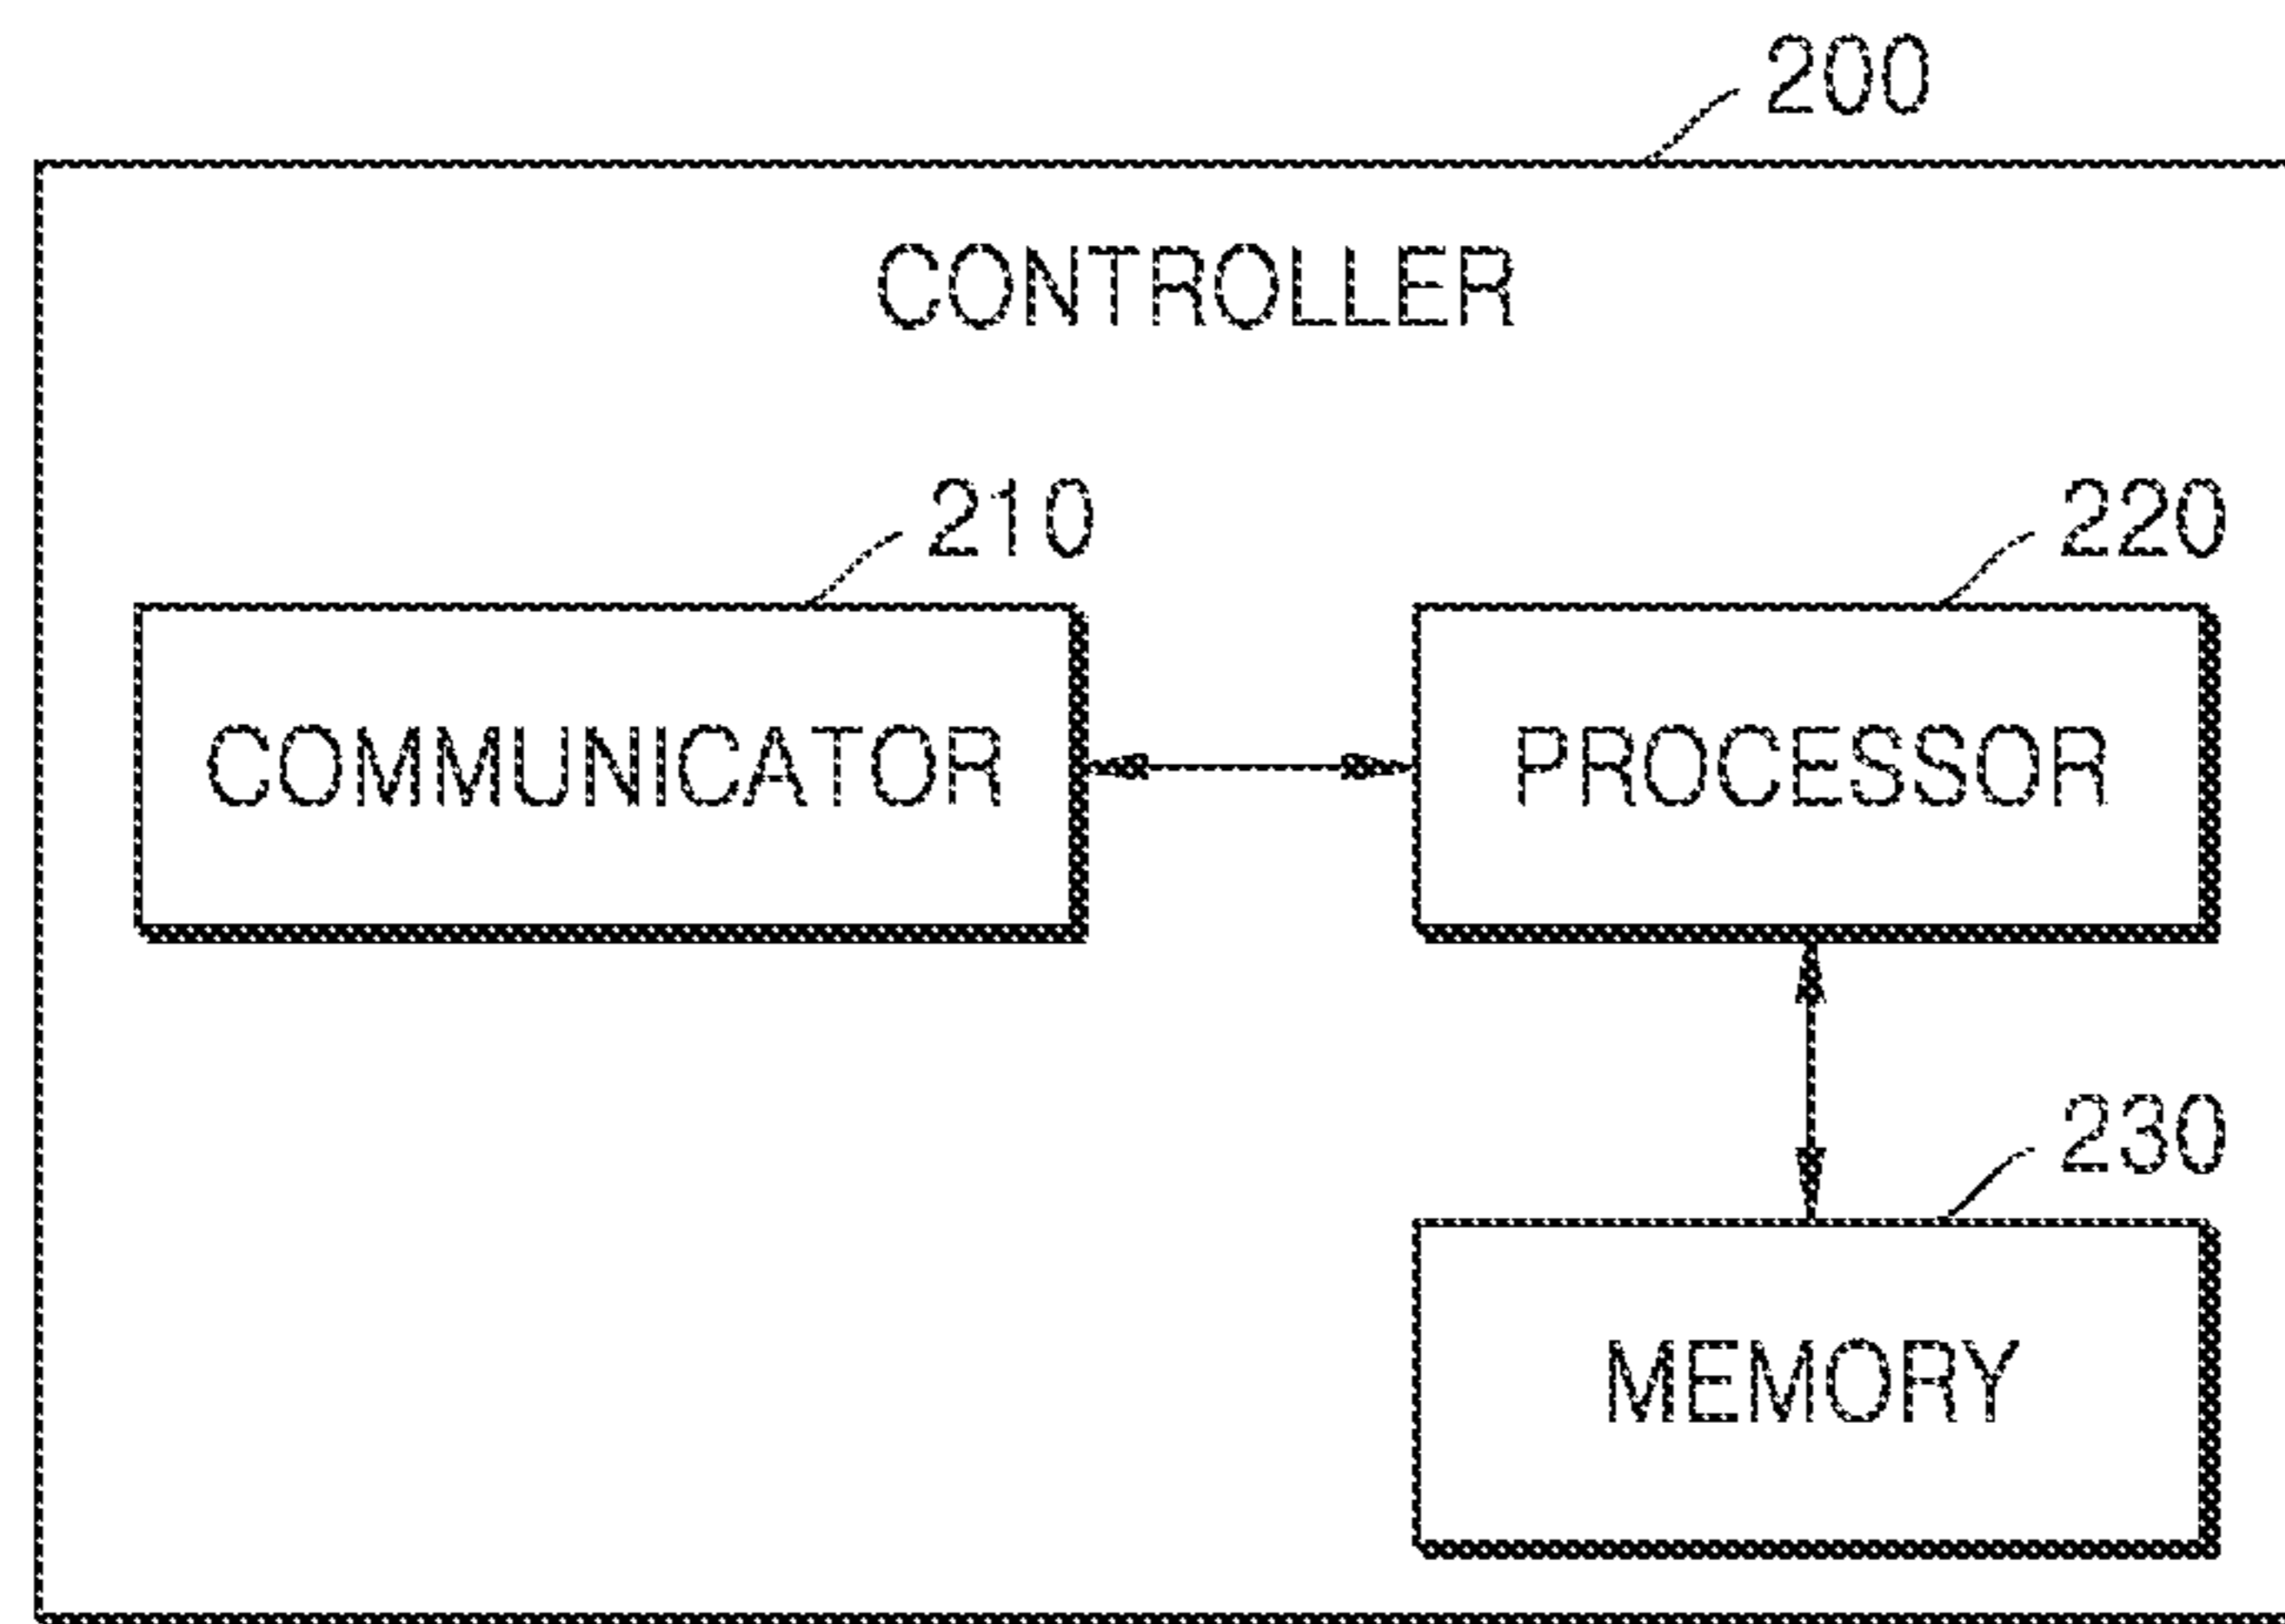 200
CONTROLLER
210
220
COMMUNICATOR
PROCESSOR
230
MEMORY